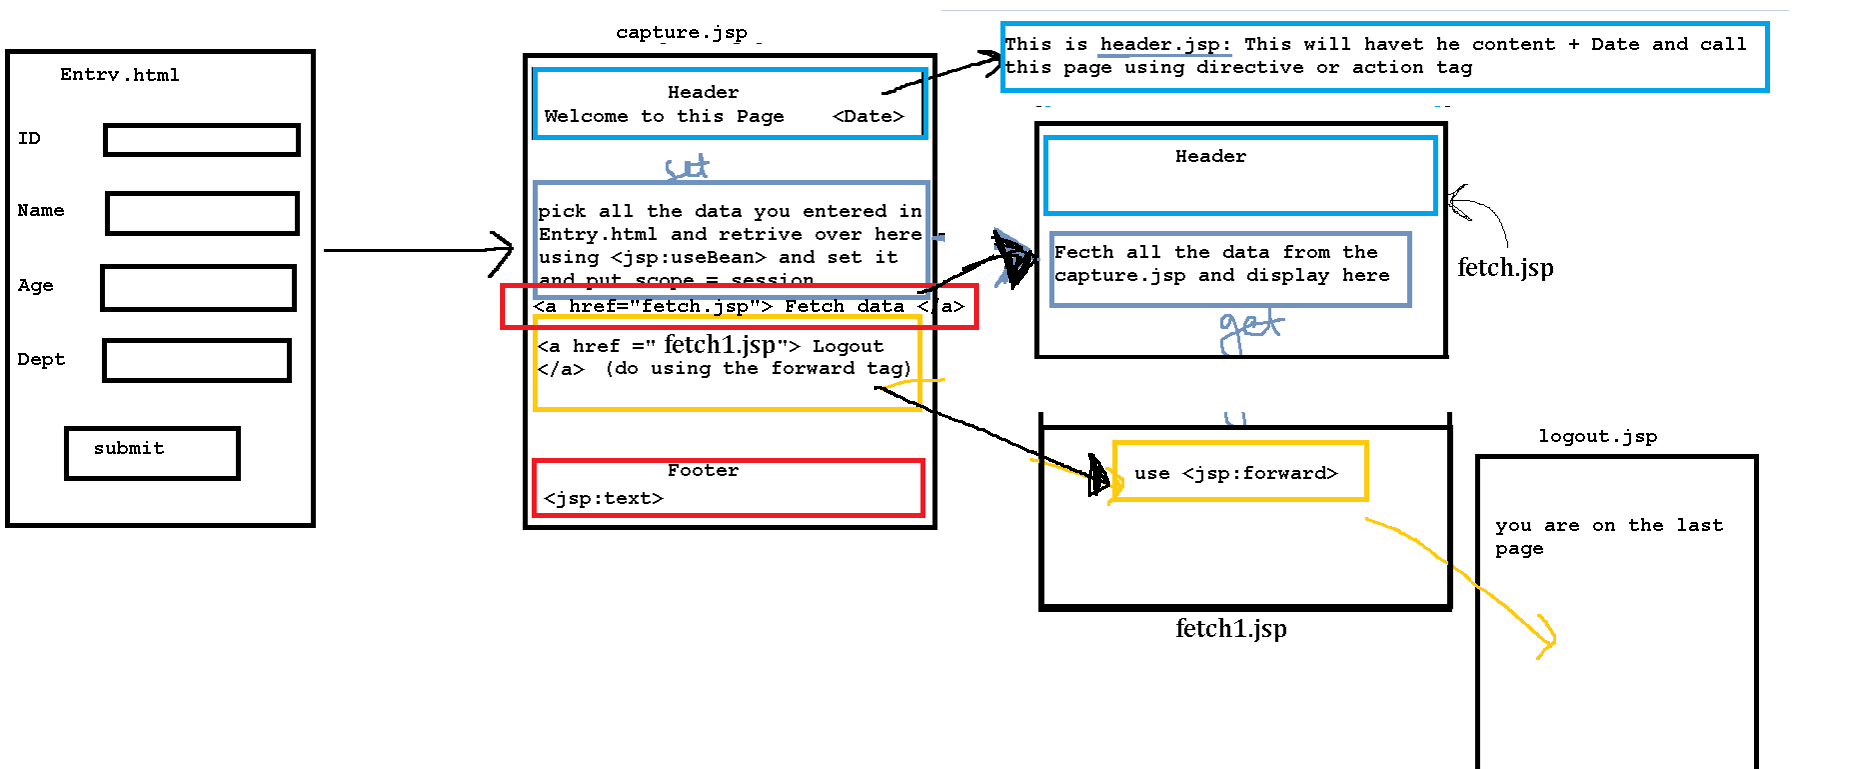 Entry.html
ID
Name
Age
Dept
submit
capture.jsp
Header
Welcome to this Page <Date>
set
pick all the data you entered in
Entry.html and retrive over here
using <jsp:useBean> and set it
and put scope = session
<a href="fetch.jsp"> Fetch data </a>
<a href =" fetch1.jsp"> Logout
</a> (do using the forward tag)
Footer
<jsp:text>
This is header.jsp: This will havet he content + Date and call
this page using directive or action tag
Header
Fecth all the data from the
capture.jsp and display here
get
fetch.jsp
use <jsp:forward>
fetch1.jsp
logout.jsp
you are on the last
page